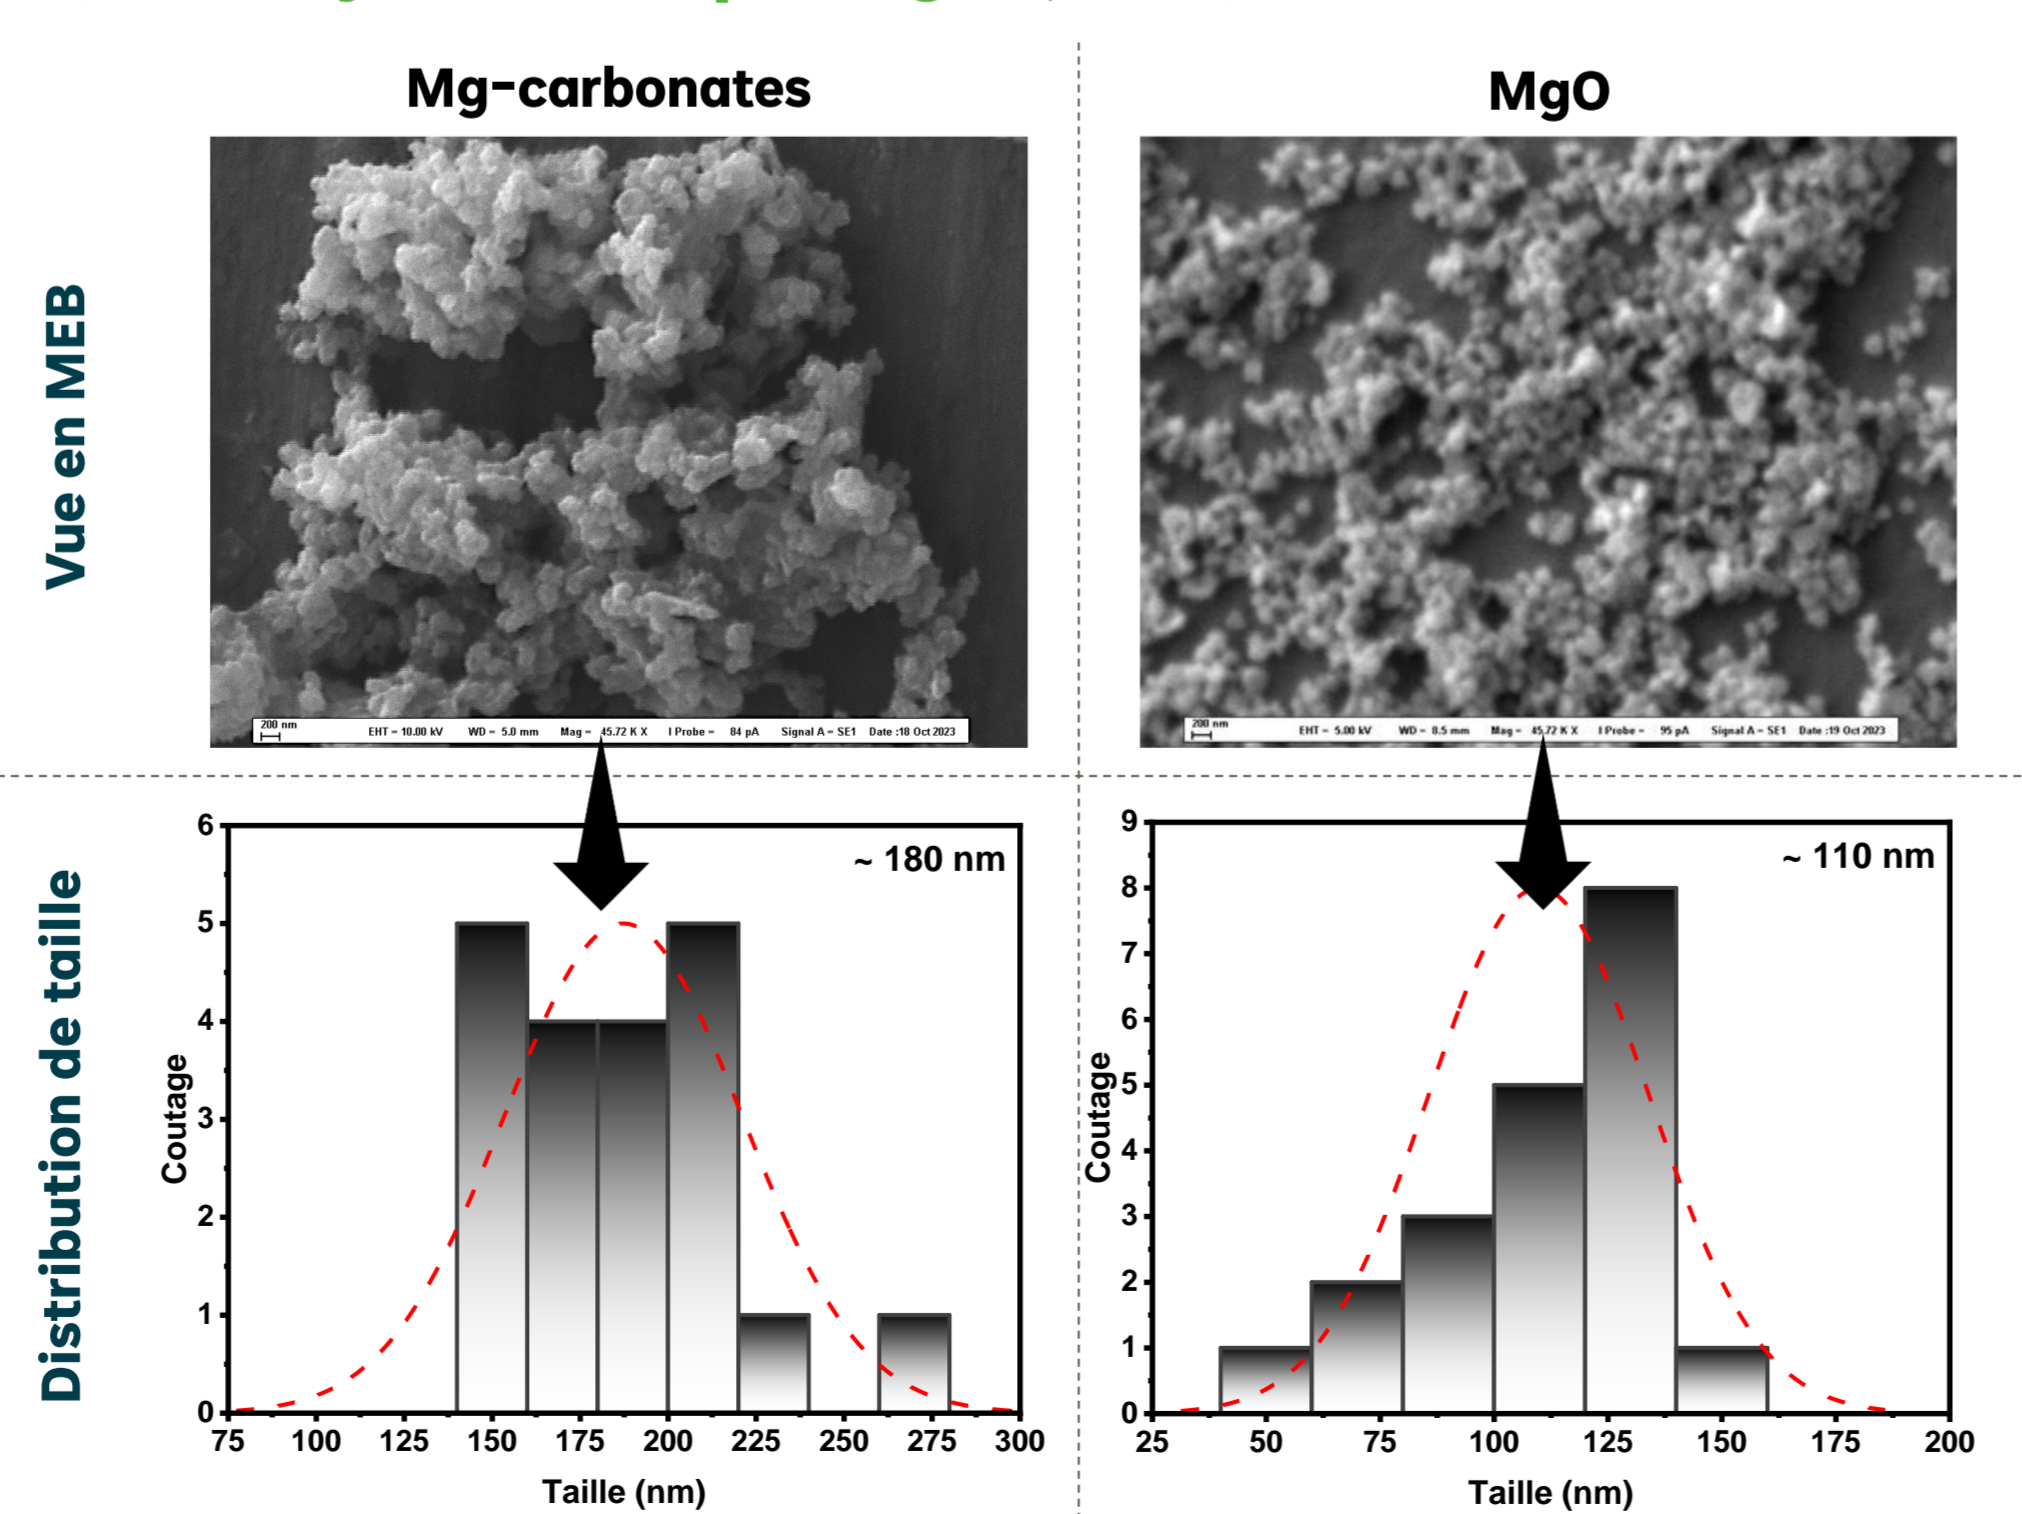 Mg-carbonates
MgO
Vue en MEB
200 nm
EHT = 10.00 kV WD = 5.0 mm Mag = 45.72 K X I Probe = 84 pA Signal A = SE1 Date :18 Oct 2023
200 nm
EHT = 5.00 kV WD = 8.5 mm Mag = 45.72 K X I Probe = 95 pA Signal A = SE1 Date :19 Oct 2023
Distribution de taille
~ 180 nm
Coutage
6
5
4
3
2
1
0
75 100 125 150 175 200 225 250 275 300
Taille (nm)
~ 110 nm
Coutage
9
8
7
6
5
4
3
2
1
0
25 50 75 100 125 150 175 200
Taille (nm)